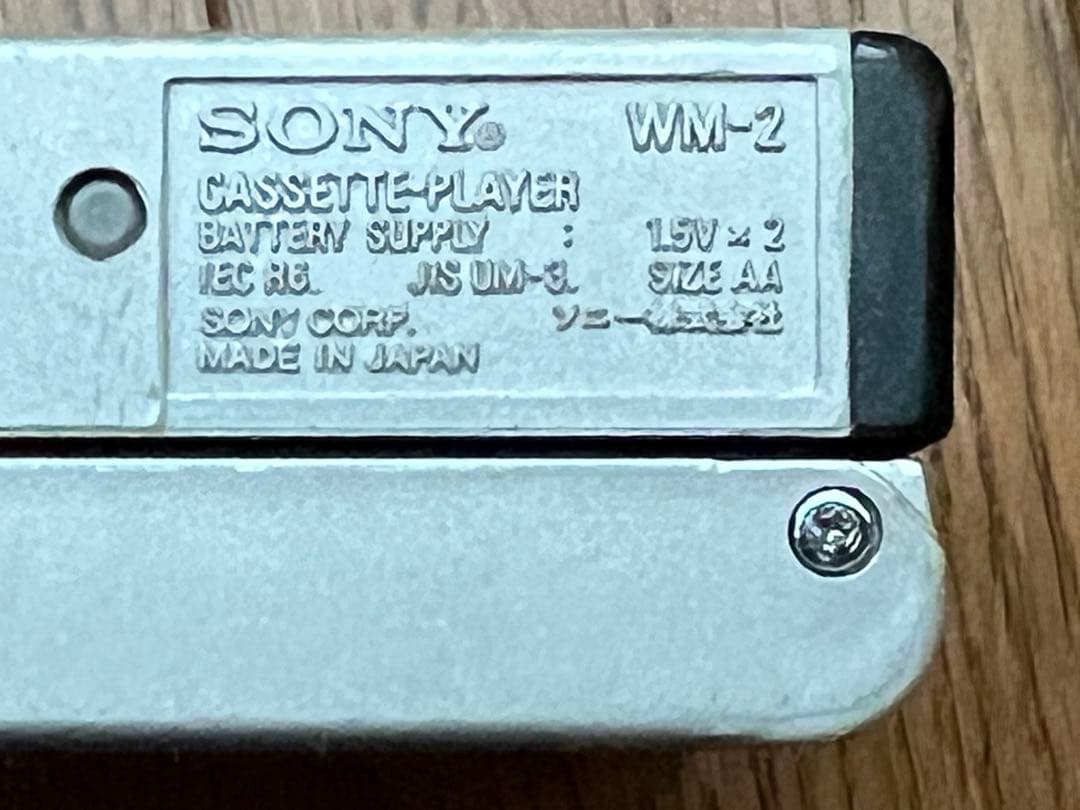 SONY® WM-2
CASSETTE-PLAYER
BATTERY SUPPLY : 1.5V × 2
IEC R6. JIS UM-3. SIZE AA
SONY CORP. ソニー株式会社
MADE IN JAPAN